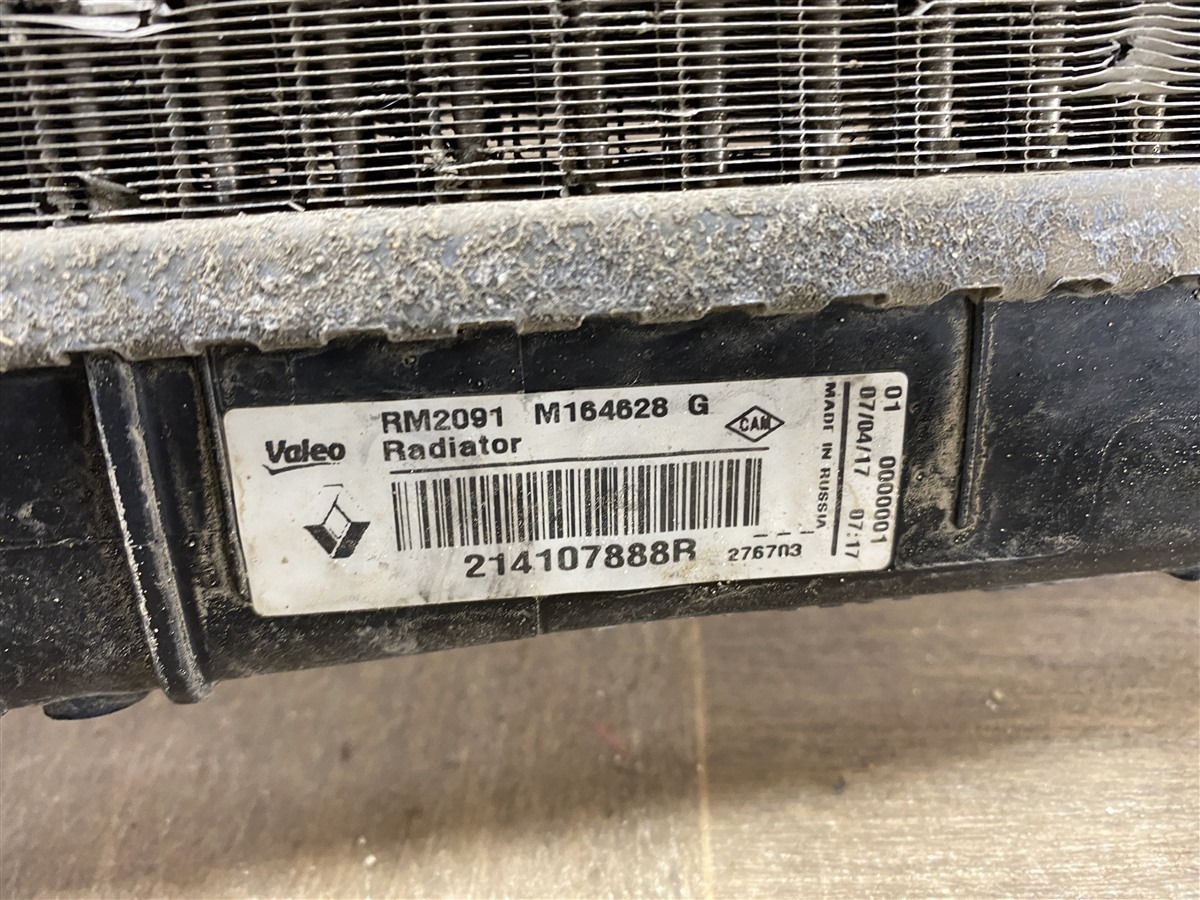 RM2091 M164628 G
Valeo
Radiator
CAM
214107888R
276703
MADE IN RUSSIA
07/04/17 07:17
01 0000001